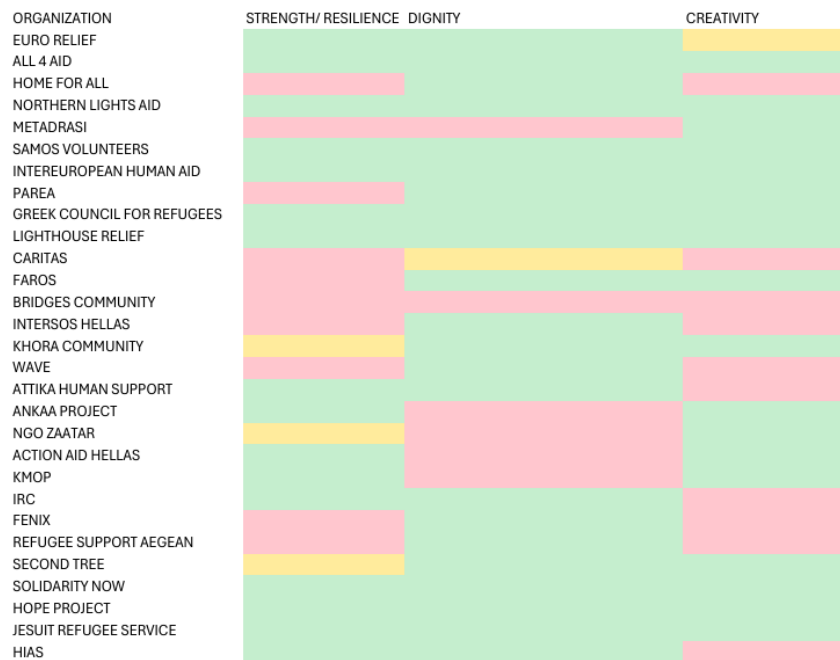 ORGANIZATION STRENGTH/ RESILIENCE DIGNITY CREATIVITY
EURO RELIEF
ALL 4 AID
HOME FOR ALL
NORTHERN LIGHTS AID
METADRASI
SAMOS VOLUNTEERS
INTEREUROPEAN HUMAN AID
PAREA
GREEK COUNCIL FOR REFUGEES
LIGHTHOUSE RELIEF
CARITAS
FAROS
BRIDGES COMMUNITY
INTERSOS HELLAS
KHORA COMMUNITY
WAVE
ATTIKA HUMAN SUPPORT
ANKAA PROJECT
NGO ZAATAR
ACTION AID HELLAS
KMOP
IRC
FENIX
REFUGEE SUPPORT AEGEAN
SECOND TREE
SOLIDARITY NOW
HOPE PROJECT
JESUIT REFUGEE SERVICE
HIAS